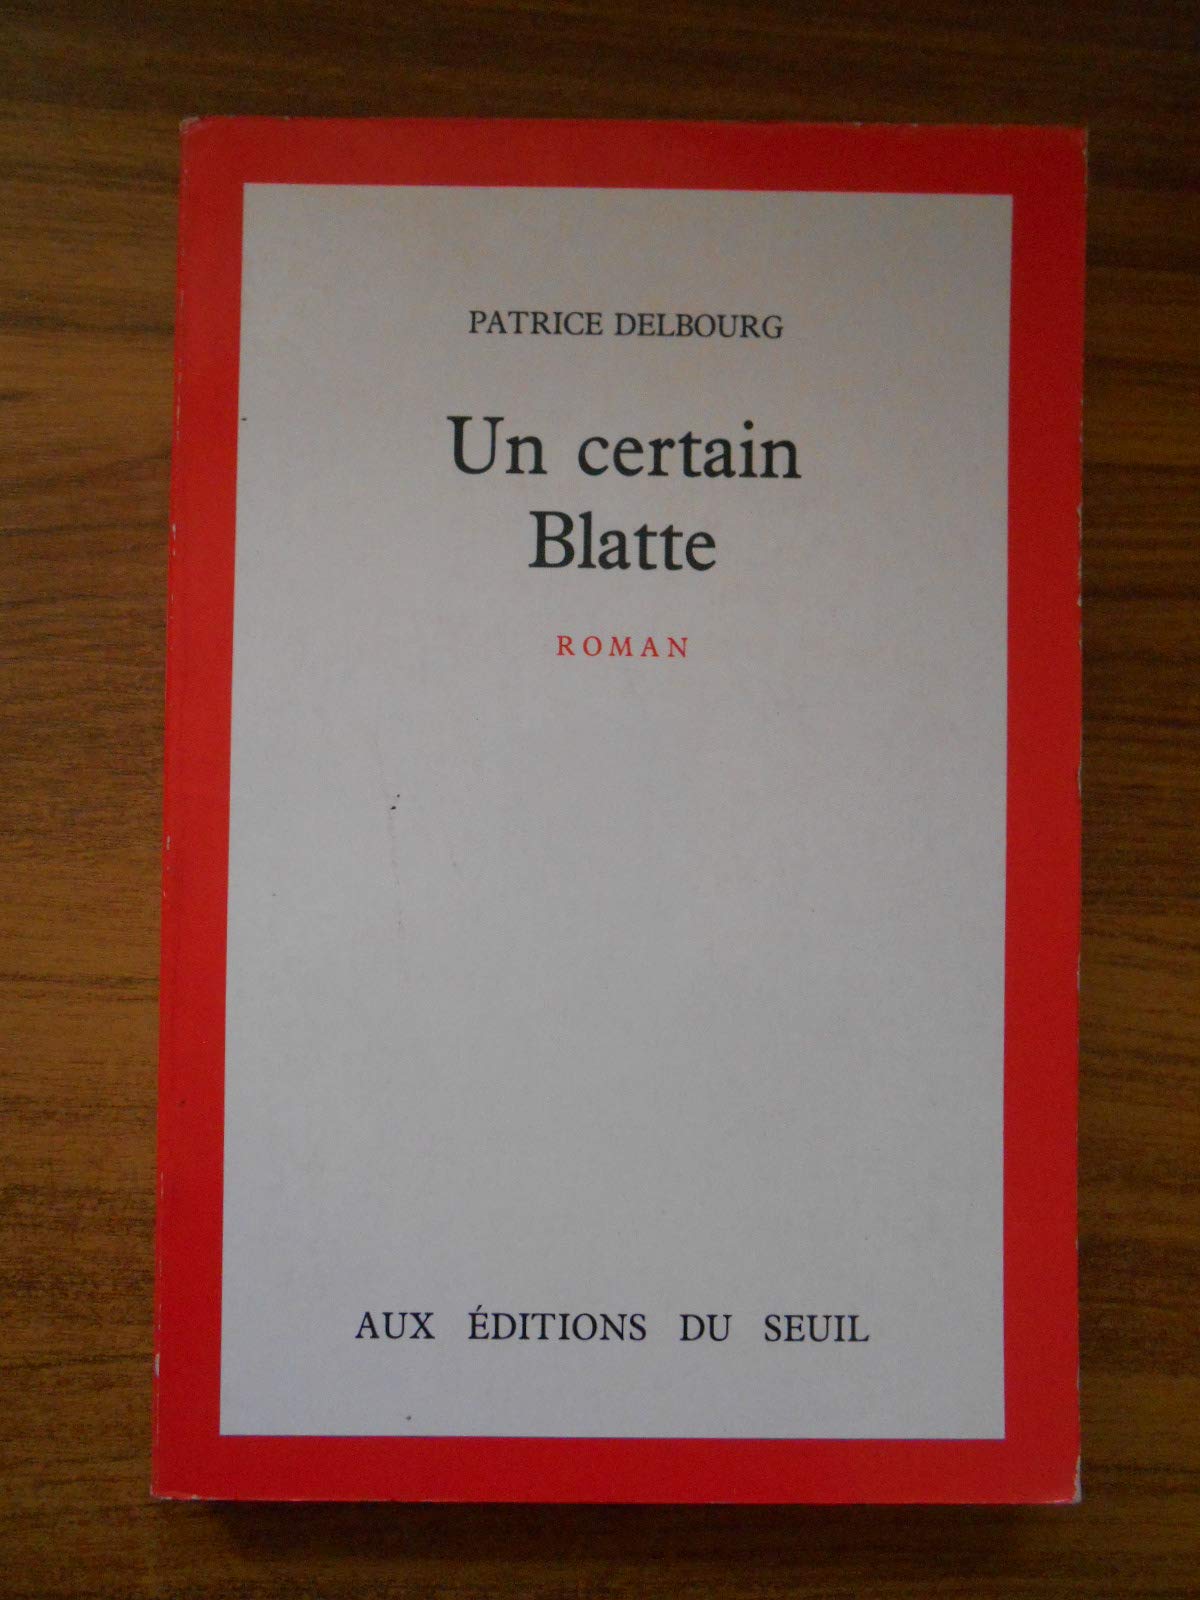 PATRICE DELBOURG
Un certain
Blatte
ROMAN
AUX ÉDITIONS DU SEUIL